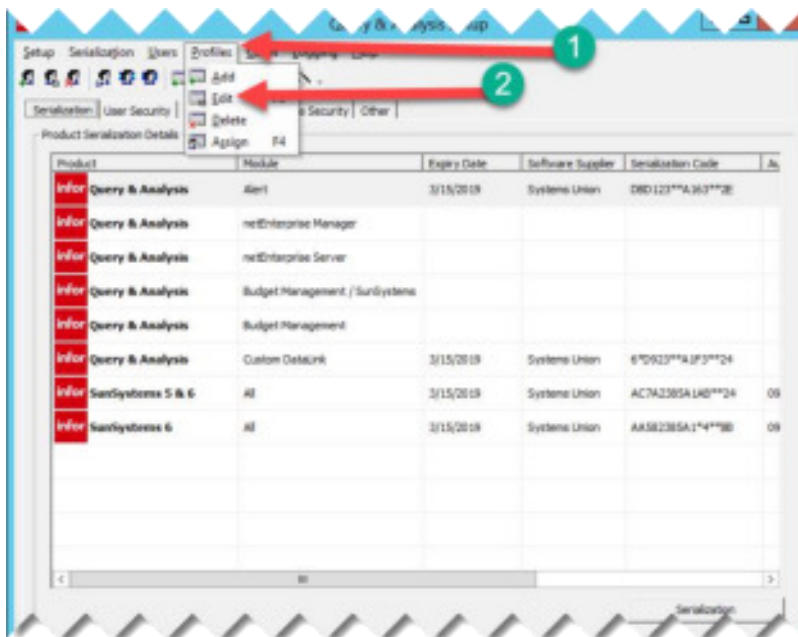 Query & Analysis Setup
Setup Serialization Users Profiles
1
Add
2
Edit
Delete
Assign F4
Serialization User Security Security Other
Product Serialization Details
Product Module Expiry Date Software Supplier Serialization Code
infor Query & Analysis Alert 3/15/2019 Systems Union
infor Query & Analysis netEnterprise Manager
infor Query & Analysis netEnterprise Server
infor Query & Analysis Budget Management / SunSystems
infor Query & Analysis Budget Management
infor Query & Analysis Custom DataLink 3/15/2019 Systems Union
infor SunSystems 5 & 6 All 3/15/2019 Systems Union 09
infor SunSystems 6 All 3/15/2019 Systems Union 09
Serialization